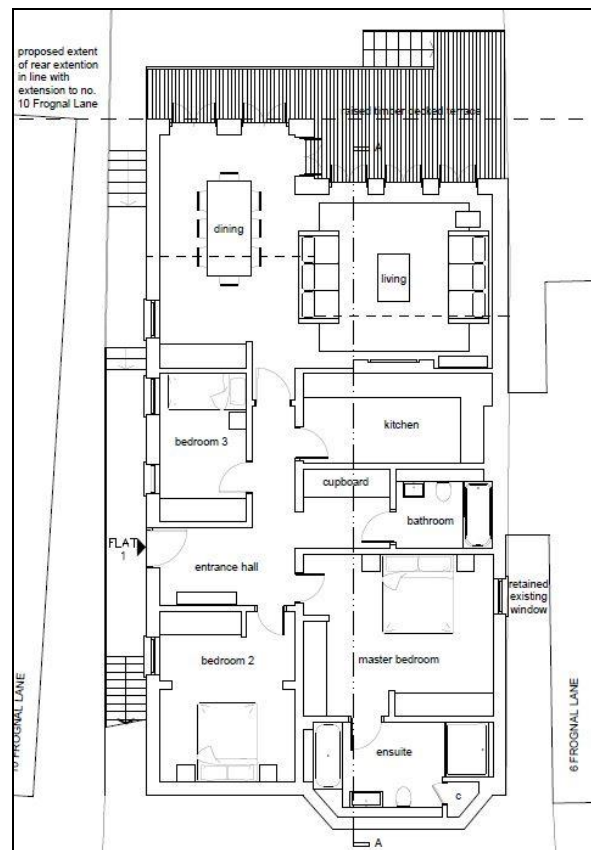 proposed extent
of rear extention
in line with
extension to no.
10 Frognal Lane
raised timber decked terrace
A
dining
living
bedroom 3
kitchen
cupboard
bathroom
FLAT
1
entrance hall
retained
existing
window
bedroom 2
master bedroom
ensuite
c
A
10 FROGNAL LANE
6 FROGNAL LANE